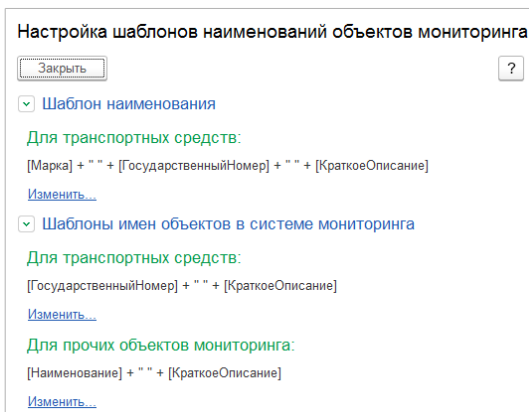 Настройка шаблонов наименований объектов мониторинга
Закрыть
?
Шаблон наименования
Для транспортных средств:
[Марка] + " " + [ГосударственныйНомер] + " " + [КраткоеОписание]
Изменить...
Шаблоны имен объектов в системе мониторинга
Для транспортных средств:
[ГосударственныйНомер] + " " + [КраткоеОписание]
Изменить...
Для прочих объектов мониторинга:
[Наименование] + " " + [КраткоеОписание]
Изменить...